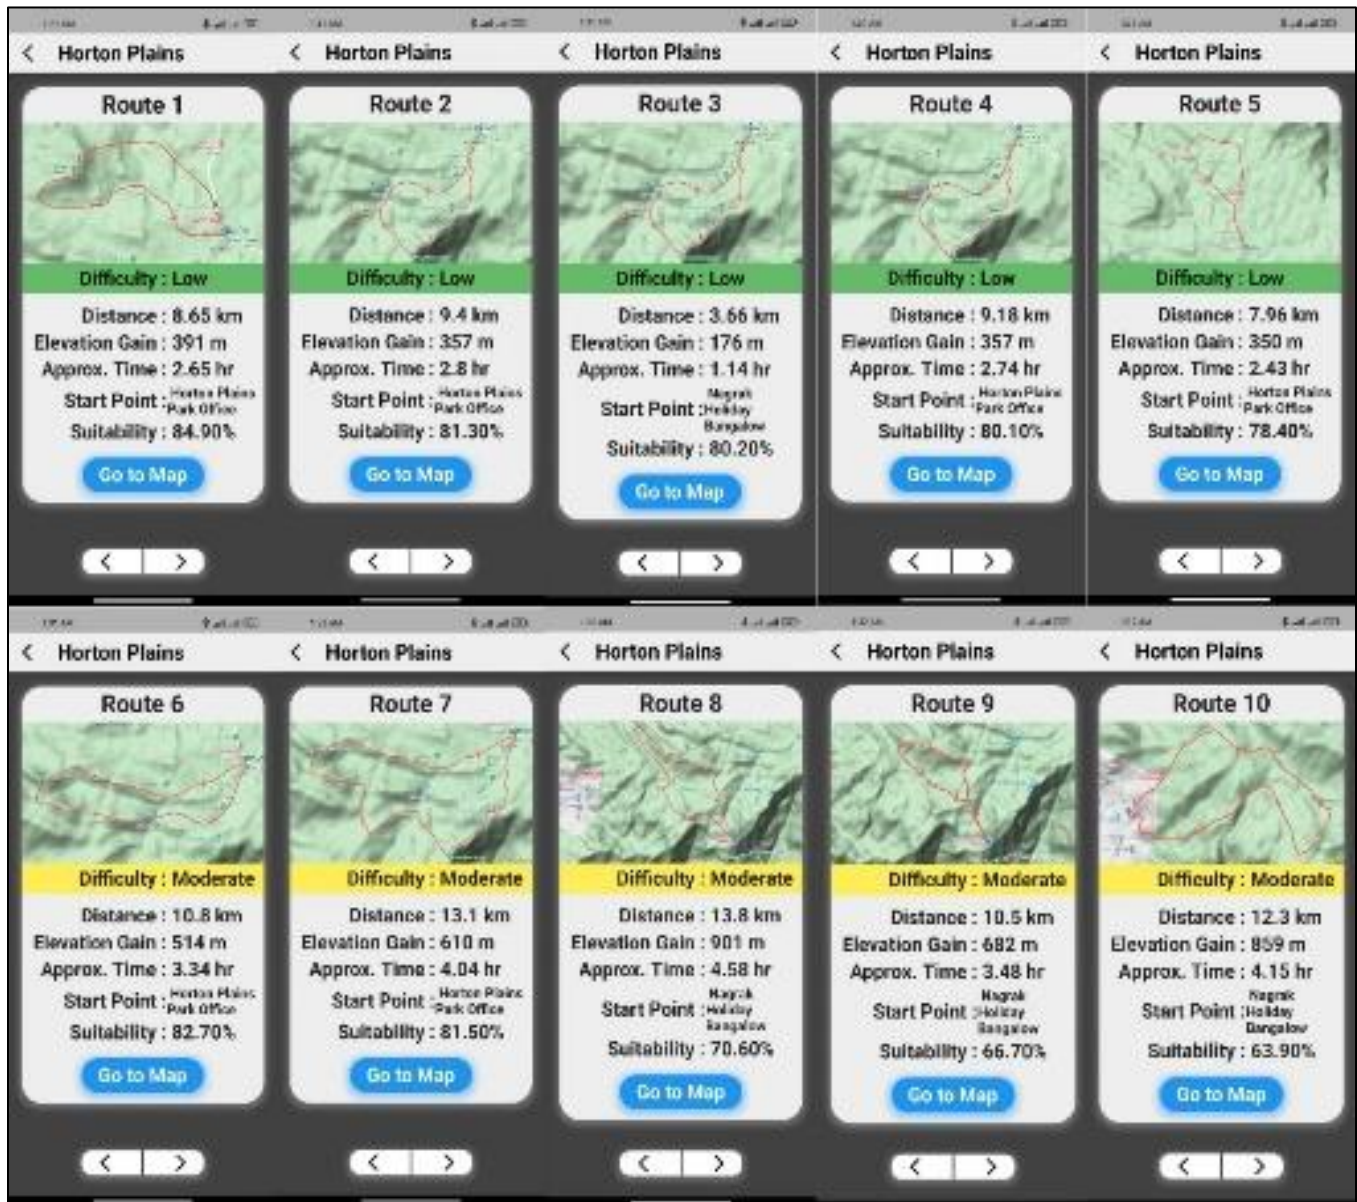 Horton Plains
Route 1
Difficulty : Low
Distance : 8.65 km
Elevation Gain : 391 m
Approx. Time : 2.65 hr
Start Point : Horton Plains
Park Office
Suitability : 84.90%
Go to Map
Horton Plains
Route 2
Difficulty : Low
Distance : 9.4 km
Elevation Gain : 357 m
Approx. Time : 2.8 hr
Start Point : Horton Plains
Park Office
Suitability : 81.30%
Go to Map
Horton Plains
Route 3
Difficulty : Low
Distance : 3.66 km
Elevation Gain : 176 m
Approx. Time : 1.14 hr
Nagrak
Start Point : Holiday
Bangalow
Suitability : 80.20%
Go to Map
Horton Plains
Route 4
Difficulty : Low
Distance : 9.18 km
Elevation Gain : 357 m
Approx. Time : 2.74 hr
Start Point : Horton Plains
Park Office
Suitability : 80.10%
Go to Map
Horton Plains
Route 5
Difficulty : Low
Distance : 7.96 km
Elevation Gain : 350 m
Approx. Time : 2.43 hr
Start Point : Horton Plains
Park Office
Suitability : 78.40%
Go to Map
Horton Plains
Route 6
Difficulty : Moderate
Distance : 10.8 km
Elevation Gain : 514 m
Approx. Time : 3.34 hr
Start Point : Horton Plains
Park Office
Suitability : 82.70%
Go to Map
Horton Plains
Route 7
Difficulty : Moderate
Distance : 13.1 km
Elevation Gain : 610 m
Approx. Time : 4.04 hr
Start Point : Horton Plains
Park Office
Suitability : 81.50%
Go to Map
Horton Plains
Route 8
Difficulty : Moderate
Distance : 13.8 km
Elevation Gain : 901 m
Approx. Time : 4.58 hr
Nagrak
Start Point : Holiday
Bangalow
Suitability : 70.60%
Go to Map
Horton Plains
Route 9
Difficulty : Moderate
Distance : 10.5 km
Elevation Gain : 682 m
Approx. Time : 3.48 hr
Nagrak
Start Point : Holiday
Bangalow
Suitability : 66.70%
Go to Map
Horton Plains
Route 10
Difficulty : Moderate
Distance : 12.3 km
Elevation Gain : 859 m
Approx. Time : 4.15 hr
Nagrak
Start Point : Holiday
Bangalow
Suitability : 63.90%
Go to Map